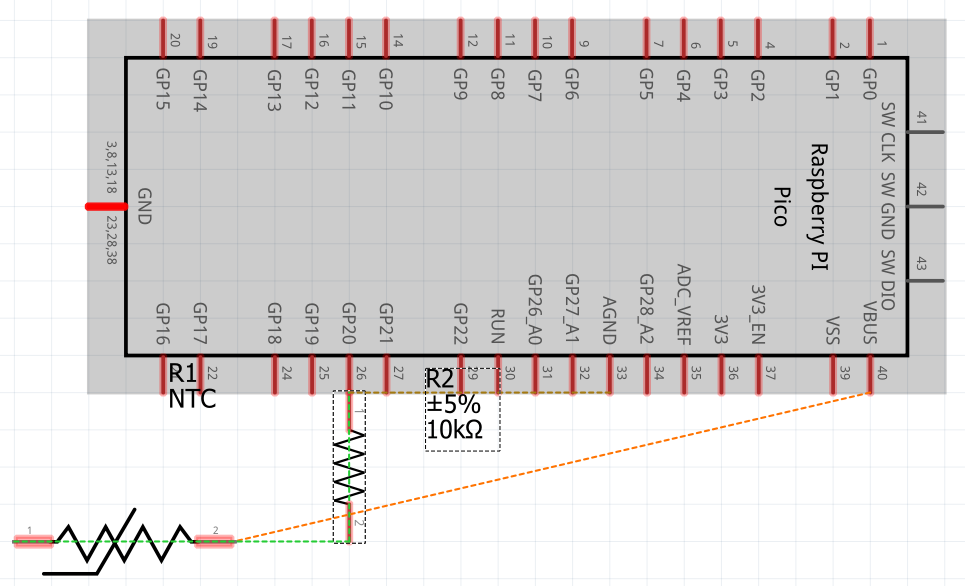 20 19 17 16 15 14 12 11 10 9 7 6 5 4 2 1
GP15 GP14 GP13 GP12 GP11 GP10 GP9 GP8 GP7 GP6 GP5 GP4 GP3 GP2 GP1 GP0
41
SW CLK
42
SW GND
43
SW DIO
3,8,13,18
GND
23,28,38
Raspberry PI
Pico
GP16 GP17 GP18 GP19 GP20 GP21 GP22 RUN GP26_A0 GP27_A1 AGND GP28_A2 ADC_VREF 3V3 3V3_EN VSS VBUS
22 24 25 26 27 29 30 31 32 33 34 35 36 37 39 40
R1
NTC
R2
±5%
10kΩ
1
2
1
2